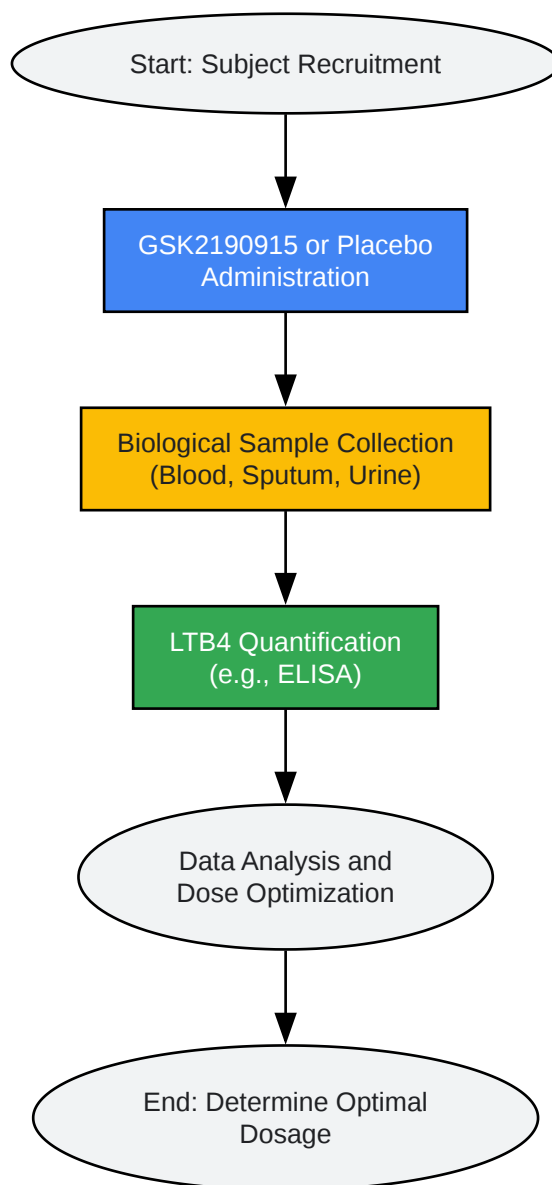 Start: Subject Recruitment
GSK2190915 or Placebo
Administration
Biological Sample Collection
(Blood, Sputum, Urine)
LTB4 Quantification
(e.g., ELISA)
Data Analysis and
Dose Optimization
End: Determine Optimal
Dosage